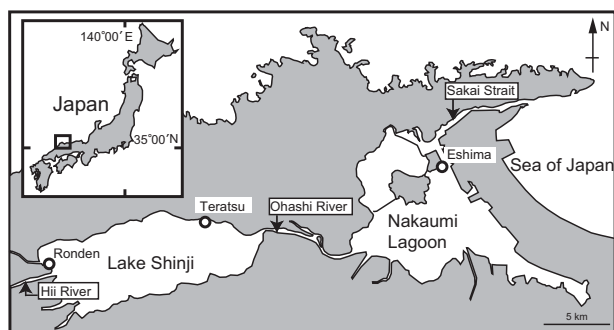 140°00′E
N
Sakai Strait
Japan
35°00′N
Eshima
Sea of Japan
Teratsu
Ohashi River
Nakaumi
Lagoon
Ronden
Lake Shinji
Hii River
5 km